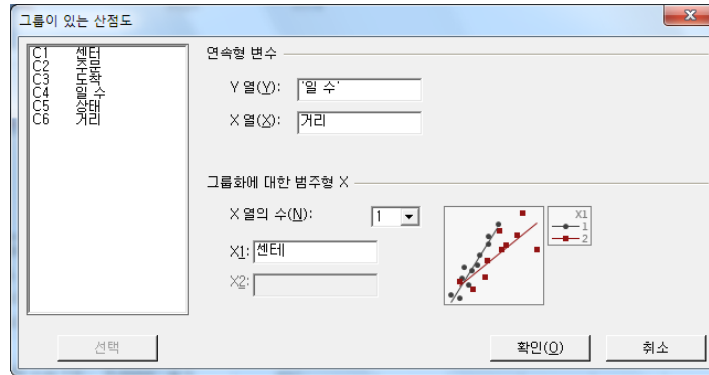 그룹이 있는 산점도
C1 센터
C2 주문
C3 도착
C4 일 수
C5 상태
C6 거리
연속형 변수
Y 열(Y): '일 수'
X 열(X): 거리
그룹화에 대한 범주형 X
X 열의 수(N): 1
X1: 센터
X2:
X1
1
2
선택
확인(O)
취소